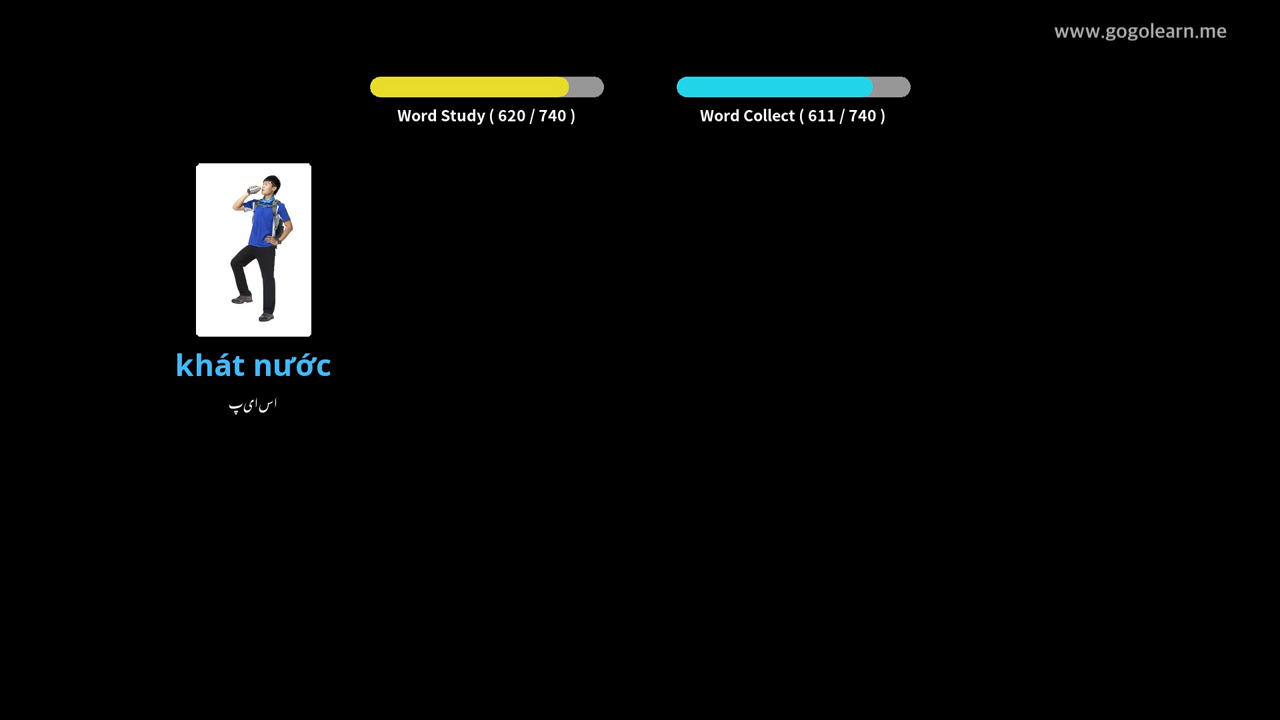 www.gogolearn.me
Word Study ( 620 / 740 )
Word Collect ( 611 / 740 )
khát nước
اس ای پ